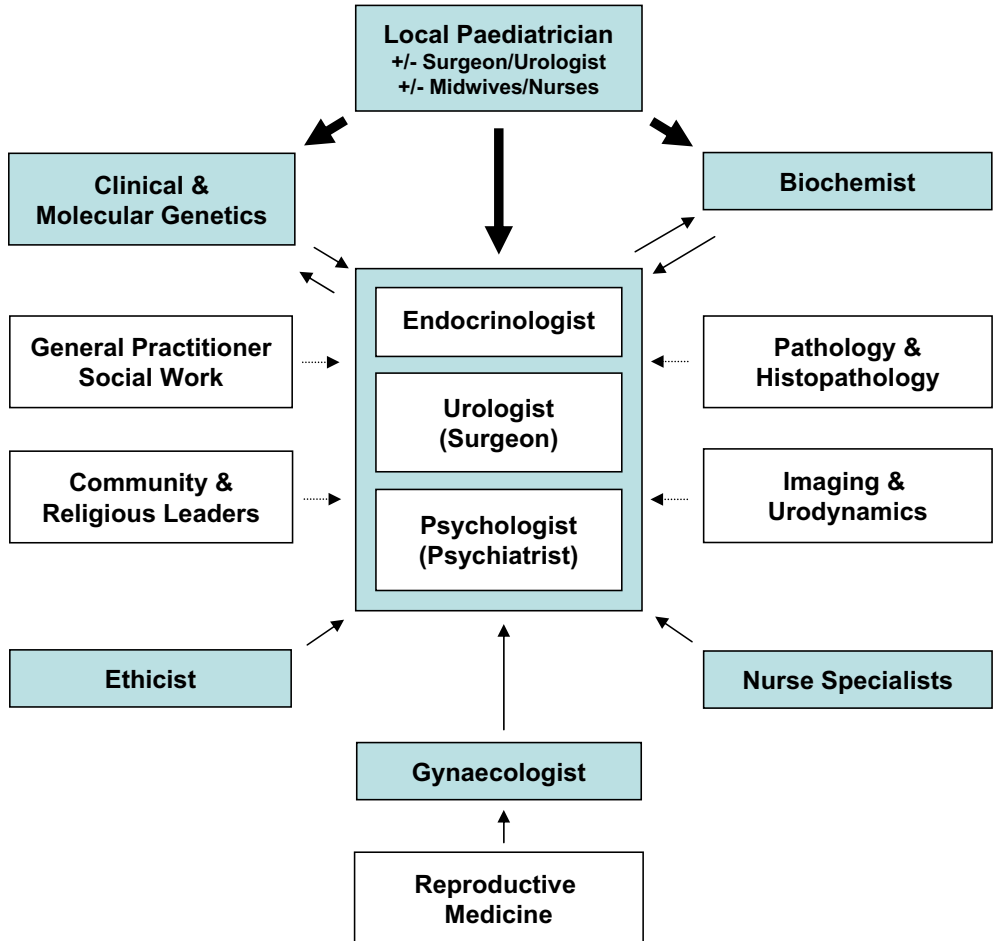 Local Paediatrician
+/- Surgeon/Urologist
+/- Midwives/Nurses
Clinical &
Molecular Genetics
Biochemist
Endocrinologist
General Practitioner
Social Work
Pathology &
Histopathology
Urologist
(Surgeon)
Community &
Religious Leaders
Imaging &
Urodynamics
Psychologist
(Psychiatrist)
Ethicist
Nurse Specialists
Gynaecologist
Reproductive
Medicine